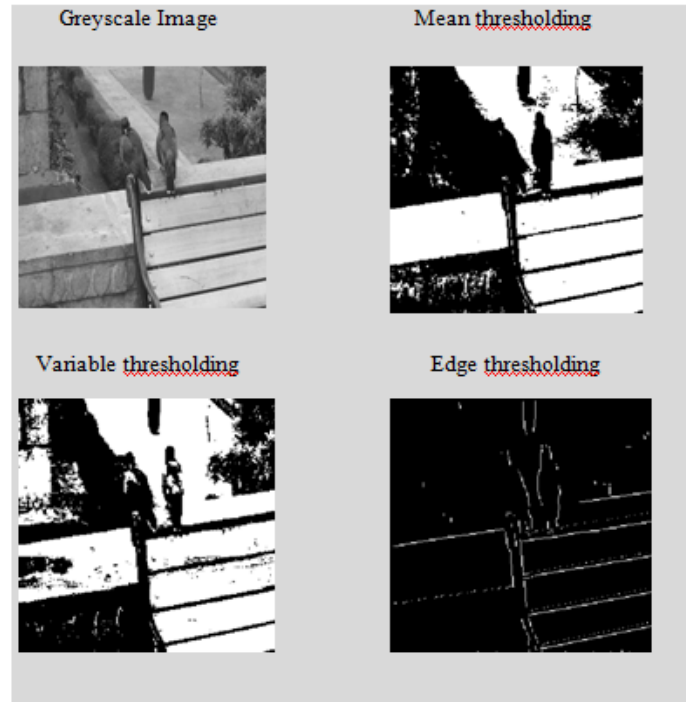 Greyscale Image
Mean thresholding
Variable thresholding
Edge thresholding